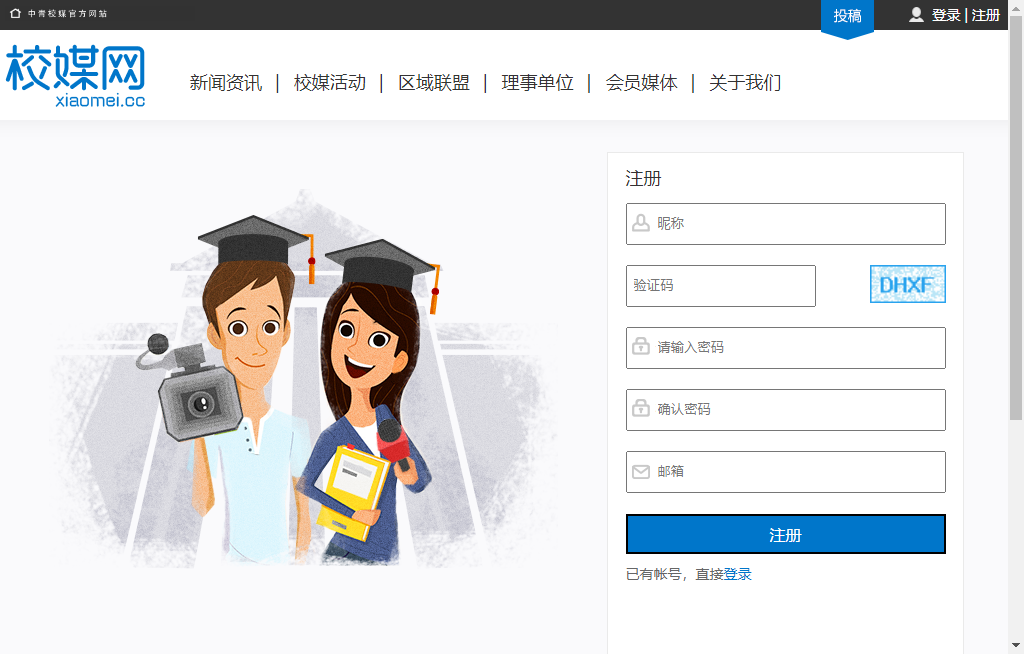 中青校媒官方网站
投稿
登录 | 注册
校媒网
xiaomei.cc
新闻资讯 | 校媒活动 | 区域联盟 | 理事单位 | 会员媒体 | 关于我们
注册
昵称
验证码
DHXF
请输入密码
确认密码
邮箱
注册
已有帐号，直接登录